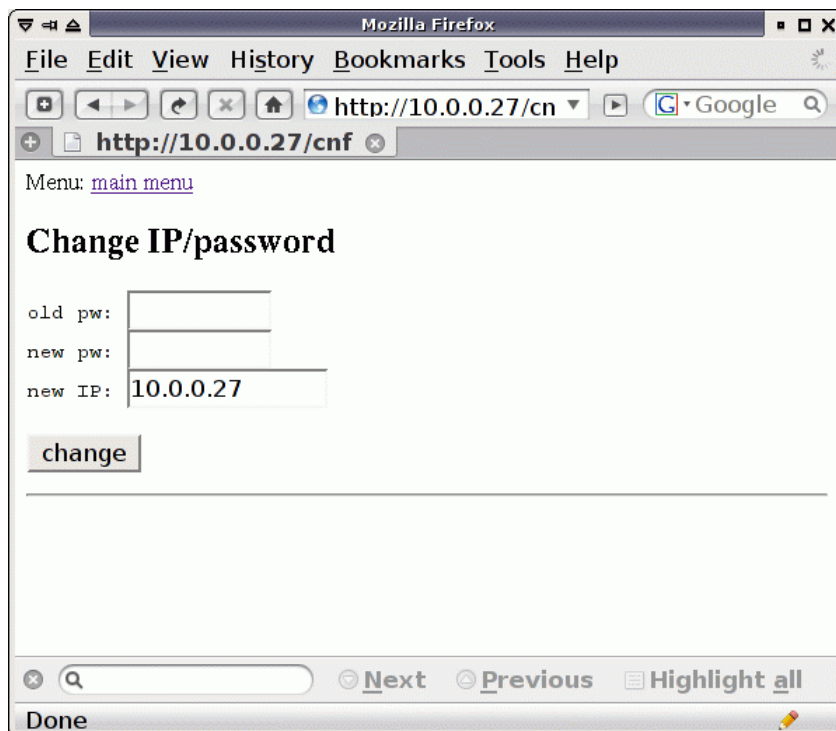 Mozilla Firefox
File Edit View History Bookmarks Tools Help
http://10.0.0.27/cn G Google
http://10.0.0.27/cnf
Menu: main menu
Change IP/password
old pw:
new pw:
new IP: 10.0.0.27
change
Next Previous Highlight all
Done